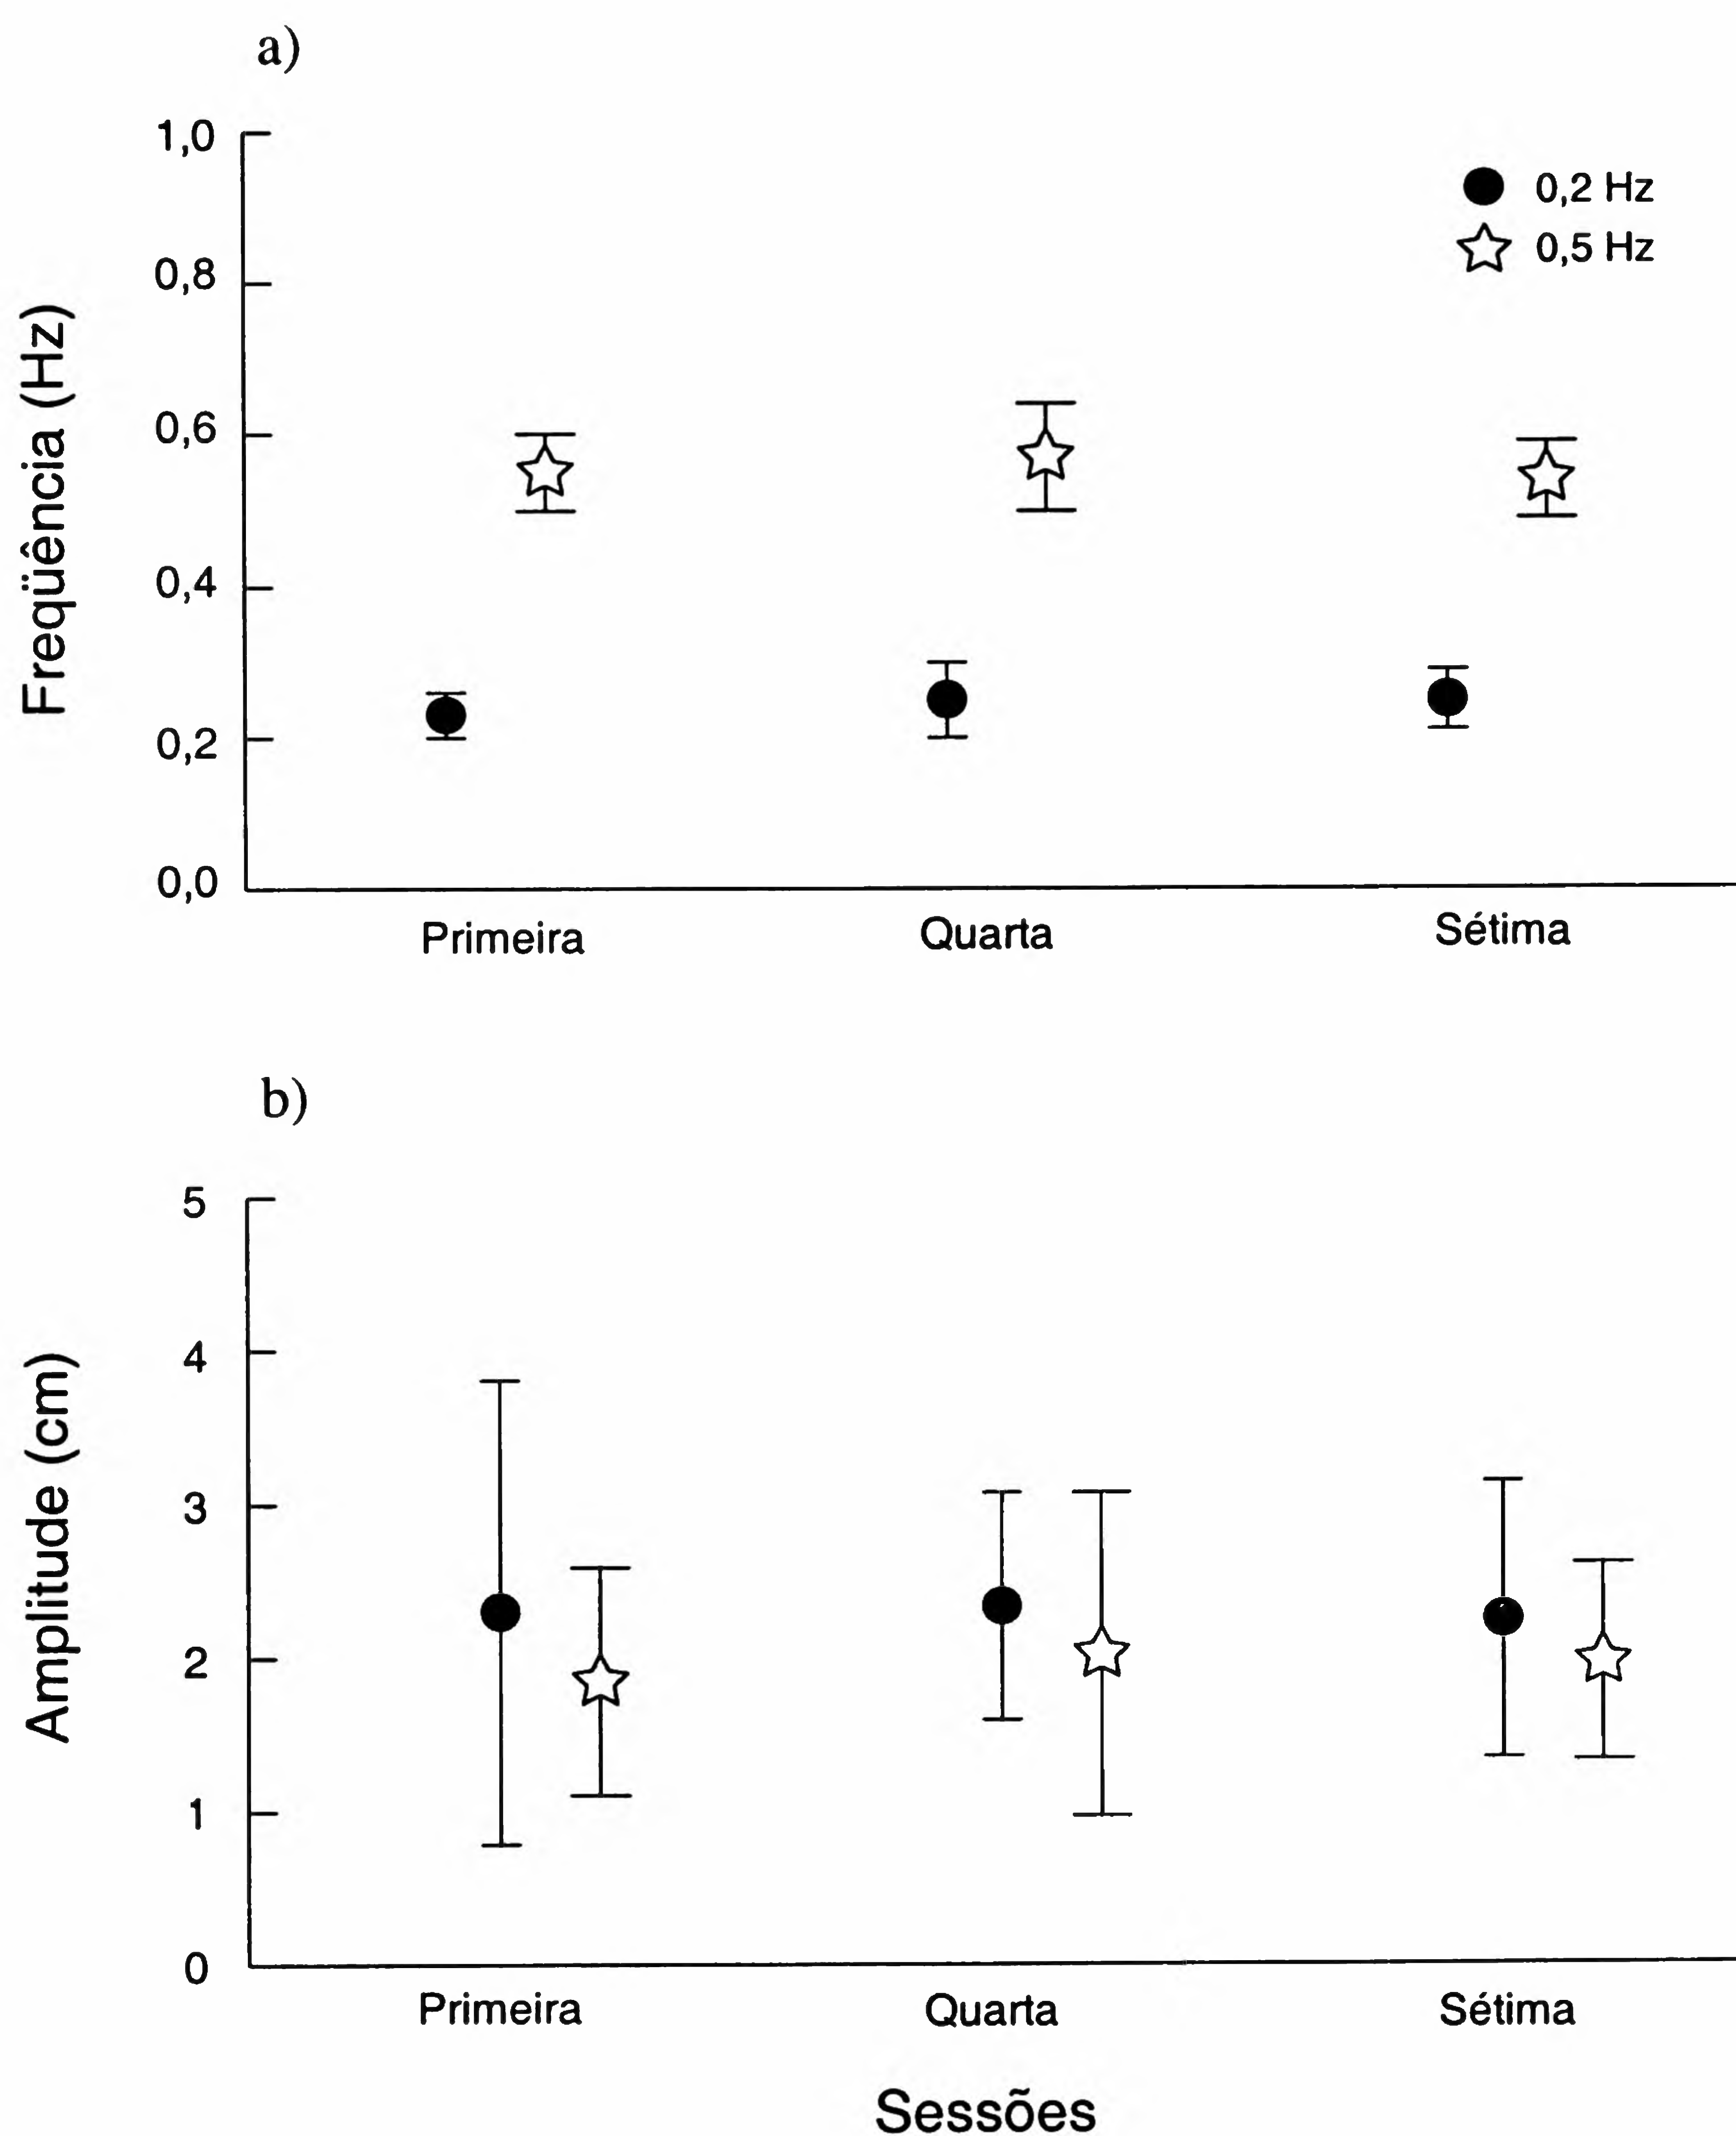 a)
1,0
0,8
0,6
0,4
0,2
0,0
Freqüência (Hz)
0,2 Hz
0,5 Hz
Primeira Quarta Sétima
b)
5
4
3
2
1
0
Amplitude (cm)
Primeira Quarta Sétima
Sessões